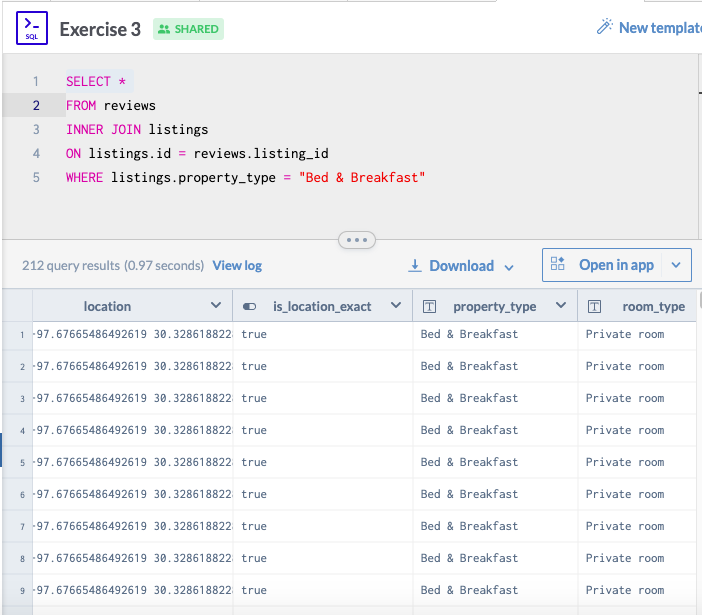 >_
SQL
Exercise 3 SHARED New template
1 SELECT *
2 FROM reviews
3 INNER JOIN listings
4 ON listings.id = reviews.listing_id
5 WHERE listings.property_type = "Bed & Breakfast"
212 query results (0.97 seconds) View log Download Open in app
location is_location_exact T property_type T room_type
1 -97.67665486492619 30.328618822 true Bed & Breakfast Private room
2 -97.67665486492619 30.328618822 true Bed & Breakfast Private room
3 -97.67665486492619 30.328618822 true Bed & Breakfast Private room
4 -97.67665486492619 30.328618822 true Bed & Breakfast Private room
5 -97.67665486492619 30.328618822 true Bed & Breakfast Private room
6 -97.67665486492619 30.328618822 true Bed & Breakfast Private room
7 -97.67665486492619 30.328618822 true Bed & Breakfast Private room
8 -97.67665486492619 30.328618822 true Bed & Breakfast Private room
9 -97.67665486492619 30.328618822 true Bed & Breakfast Private room